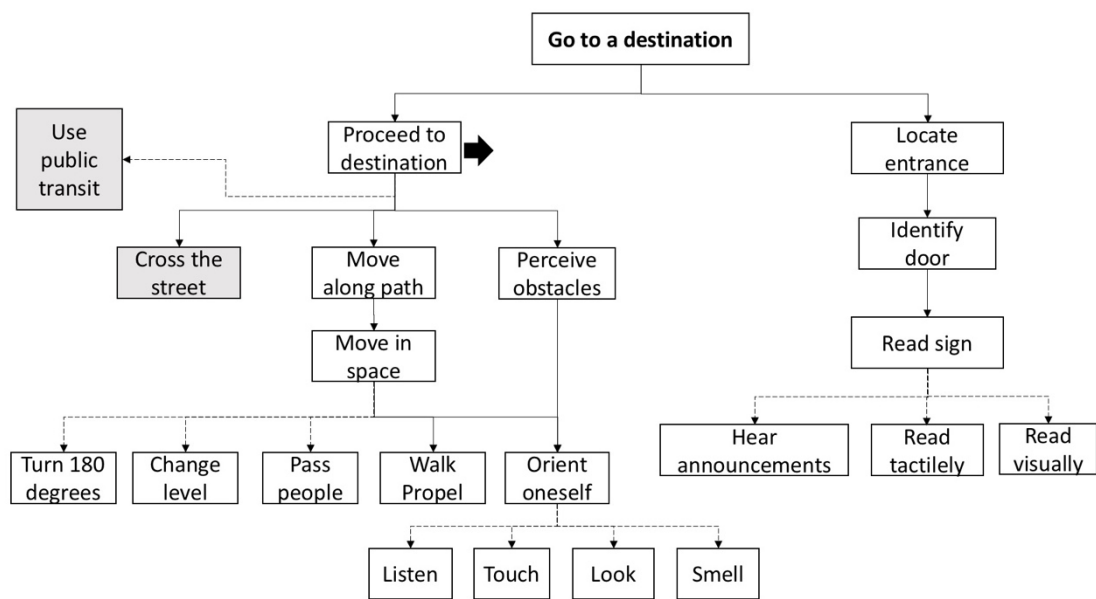 Go to a destination
Use
public
transit
Proceed to
destination
Locate
entrance
Cross the
street
Move
along path
Perceive
obstacles
Identify
door
Move in
space
Read sign
Turn 180
degrees
Change
level
Pass
people
Walk
Propel
Orient
oneself
Hear
announcements
Read
tactilely
Read
visually
Listen
Touch
Look
Smell